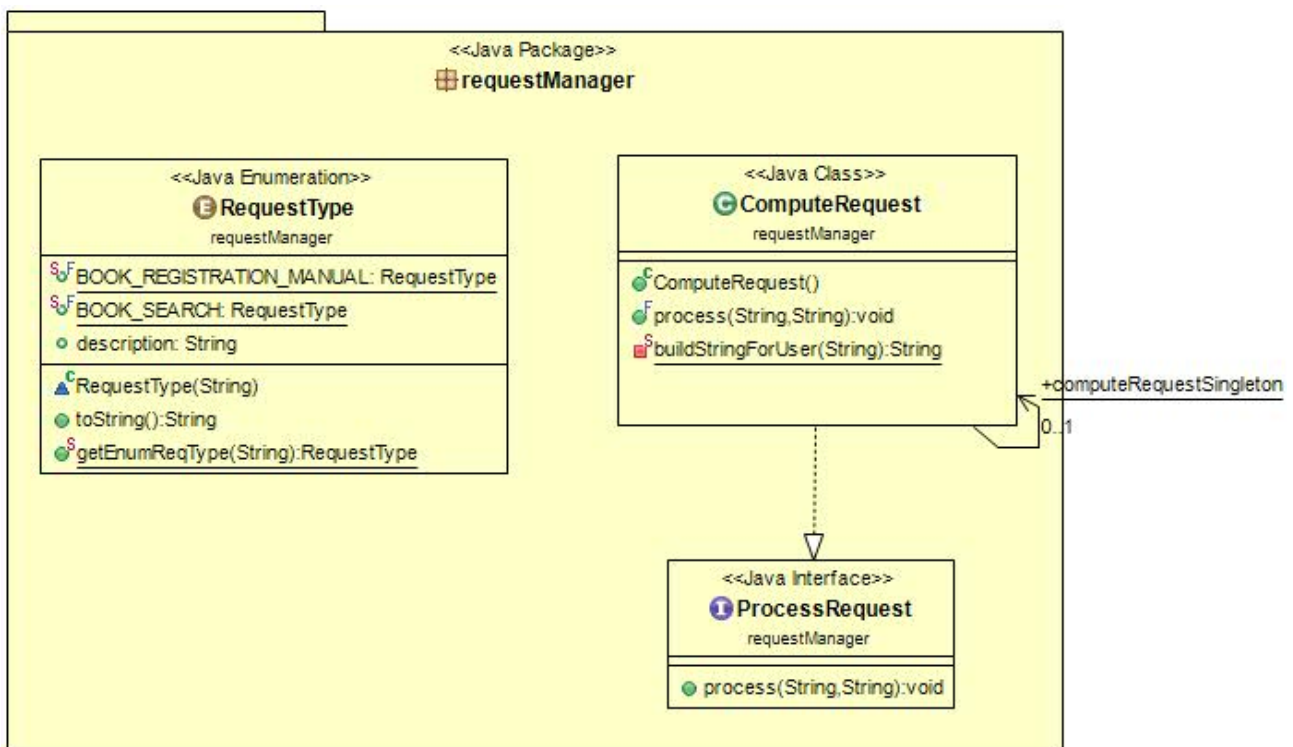 <<Java Package>>
requestManager
<<Java Enumeration>>
RequestType
requestManager
BOOK_REGISTRATION_MANUAL: RequestType
BOOK_SEARCH: RequestType
description: String
RequestType(String)
toString():String
getEnumReqType(String):RequestType
<<Java Class>>
ComputeRequest
requestManager
ComputeRequest()
process(String,String):void
buildStringForUser(String):String
+computeRequestSingleton
0..1
<<Java Interface>>
ProcessRequest
requestManager
process(String,String):void